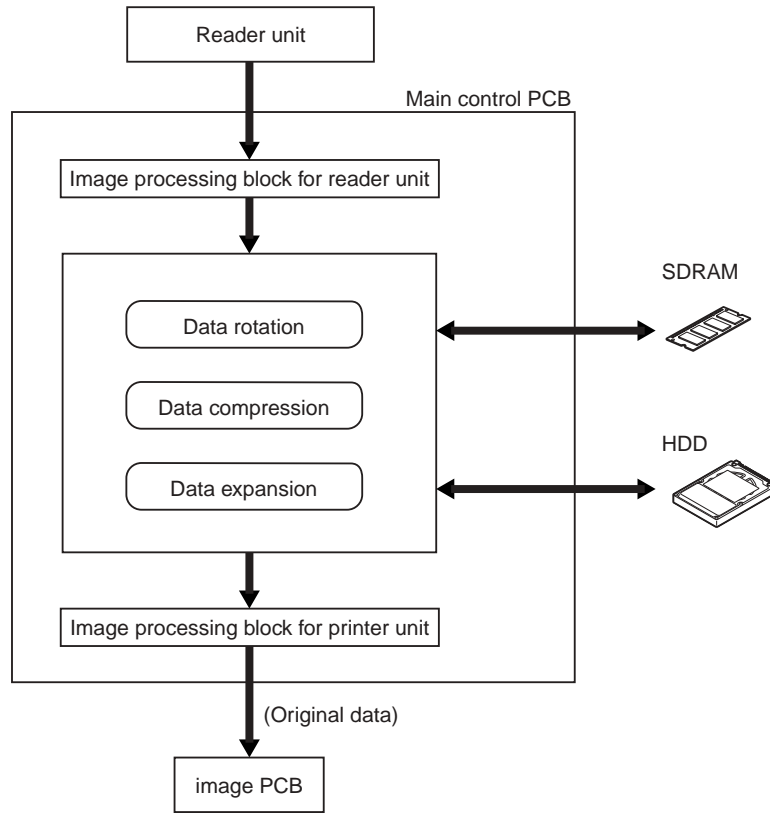 Reader unit
Main control PCB
Image processing block for reader unit
SDRAM
Data rotation
Data compression
HDD
Data expansion
Image processing block for printer unit
(Original data)
image PCB